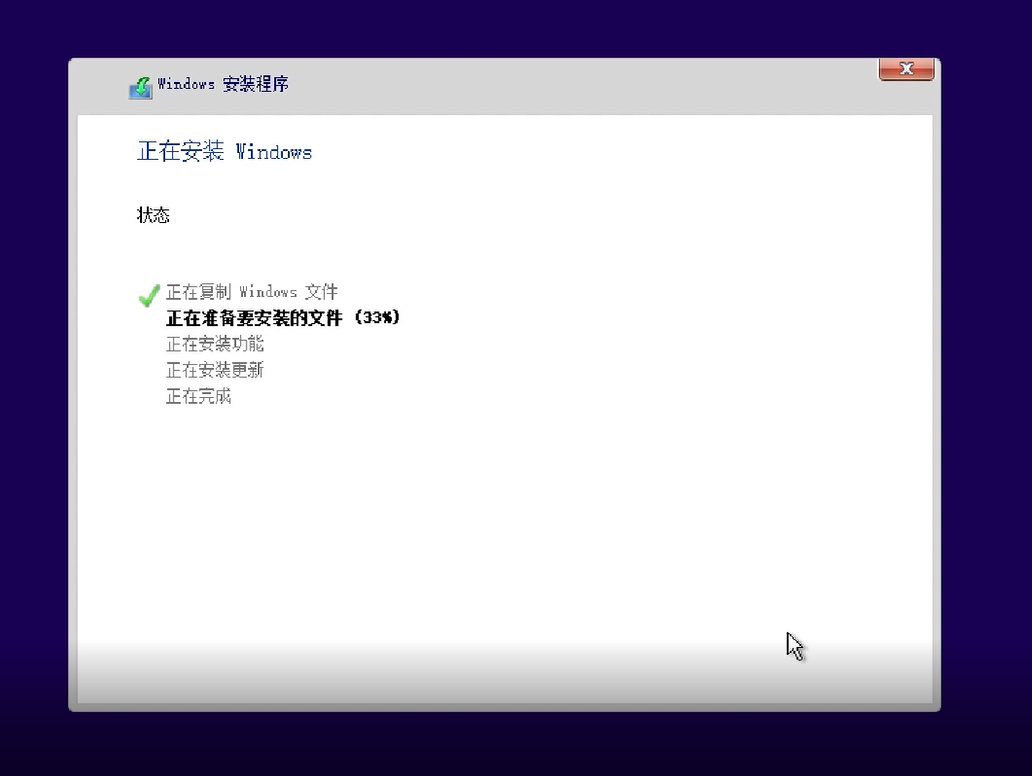 Windows 安装程序
正在安装 Windows
状态
正在复制 Windows 文件
正在准备要安装的文件 (33%)
正在安装功能
正在安装更新
正在完成